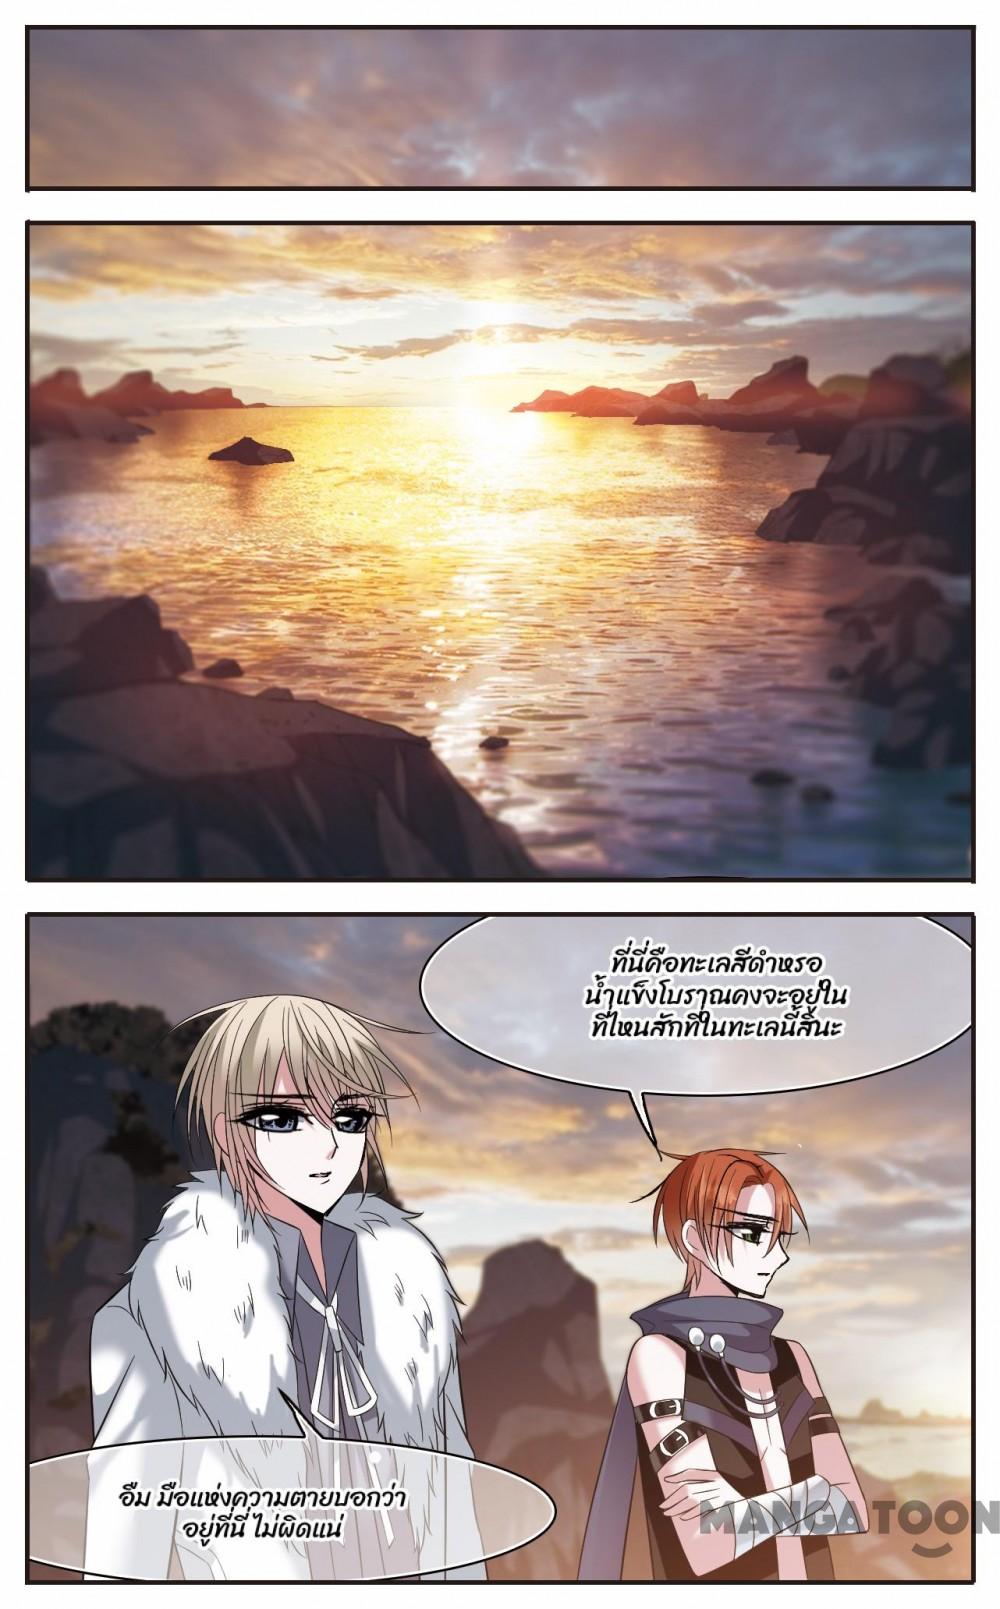 ที่นี่คือทะเลสีดำหรอ
น้ำแข็งโบราณคงจะอยู่ใน
ที่ไหนสักที่ในทะเลนี้สินะ
อืม มือแห่งความตายบอกว่า
อยู่ที่นี่ ไม่ผิดแน่
MANGATOON